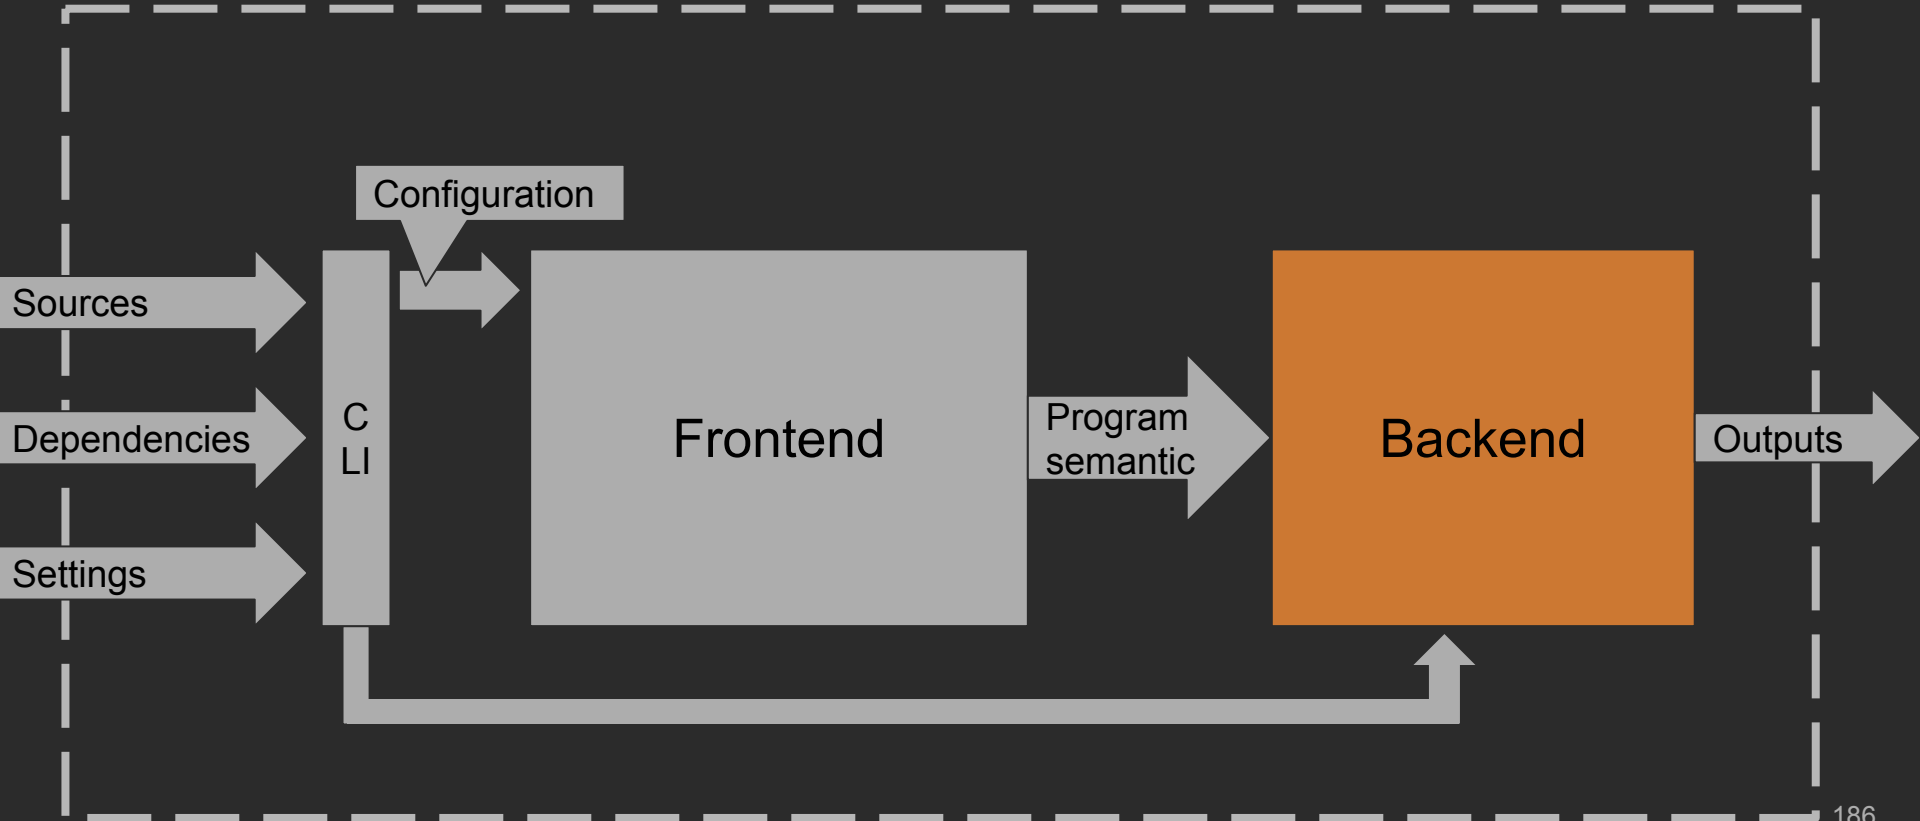 Configuration
Sources
Dependencies
Settings
C
LI
Frontend
Program
semantic
Backend
Outputs
186